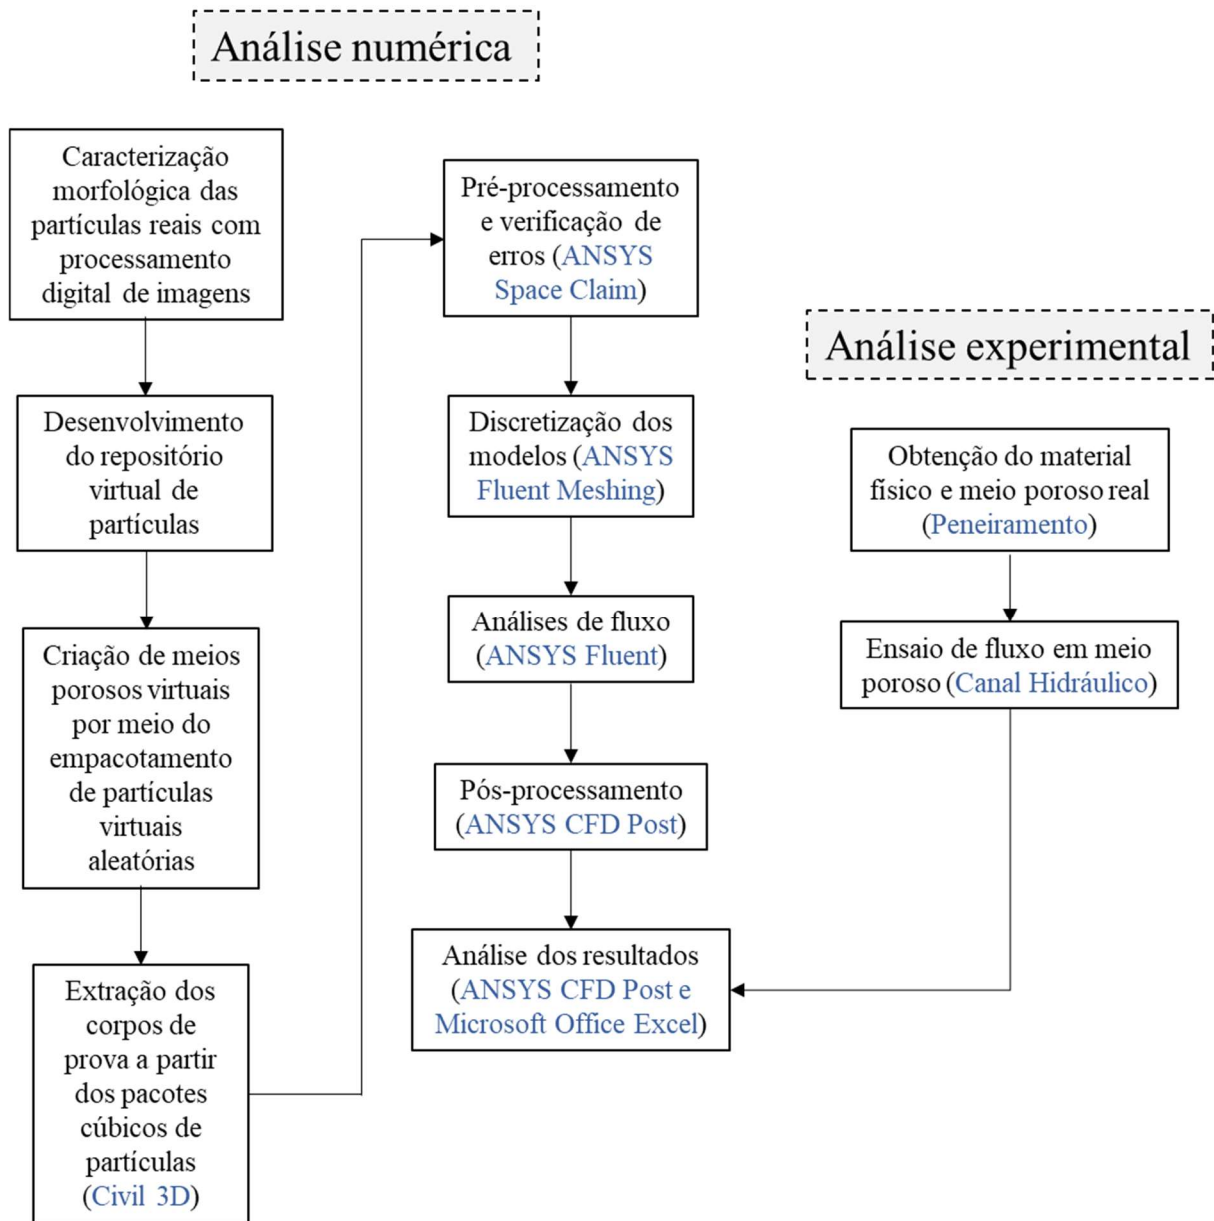 Análise numérica
Caracterização
morfológica das
partículas reais com
processamento
digital de imagens
Desenvolvimento
do repositório
virtual de
partículas
Criação de meios
porosos virtuais
por meio do
empacotamento
de partículas
virtuais
aleatórias
Extração dos
corpos de
prova a partir
dos pacotes
cúbicos de
partículas
(Civil 3D)
Pré-processamento
e verificação de
erros (ANSYS
Space Claim)
Discretização dos
modelos (ANSYS
Fluent Meshing)
Análises de fluxo
(ANSYS Fluent)
Pós-processamento
(ANSYS CFD Post)
Análise dos resultados
(ANSYS CFD Post e
Microsoft Office Excel)
Análise experimental
Obtenção do material
físico e meio poroso real
(Peneiramento)
Ensaio de fluxo em meio
poroso (Canal Hidráulico)